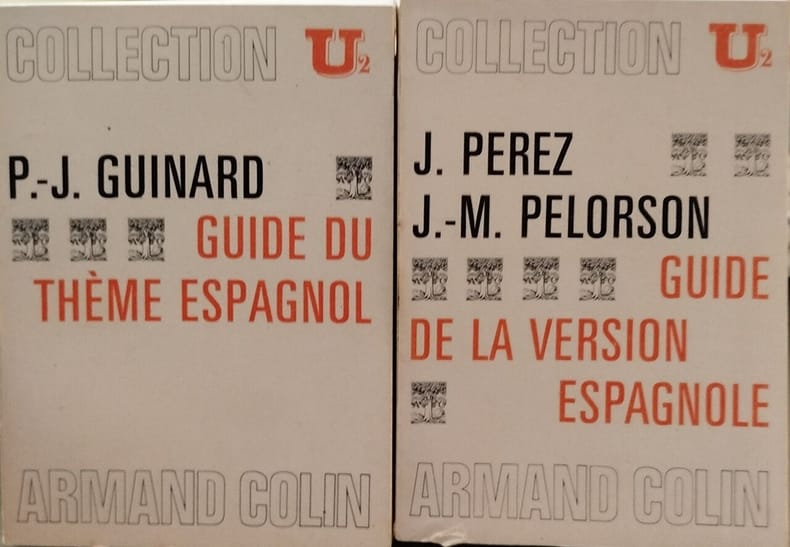 COLLECTION U2
P.-J. GUINARD
GUIDE DU
THÈME ESPAGNOL
ARMAND COLIN
COLLECTION U2
J. PEREZ
J.-M. PELORSON
GUIDE
DE LA VERSION
ESPAGNOLE
ARMAND COLIN